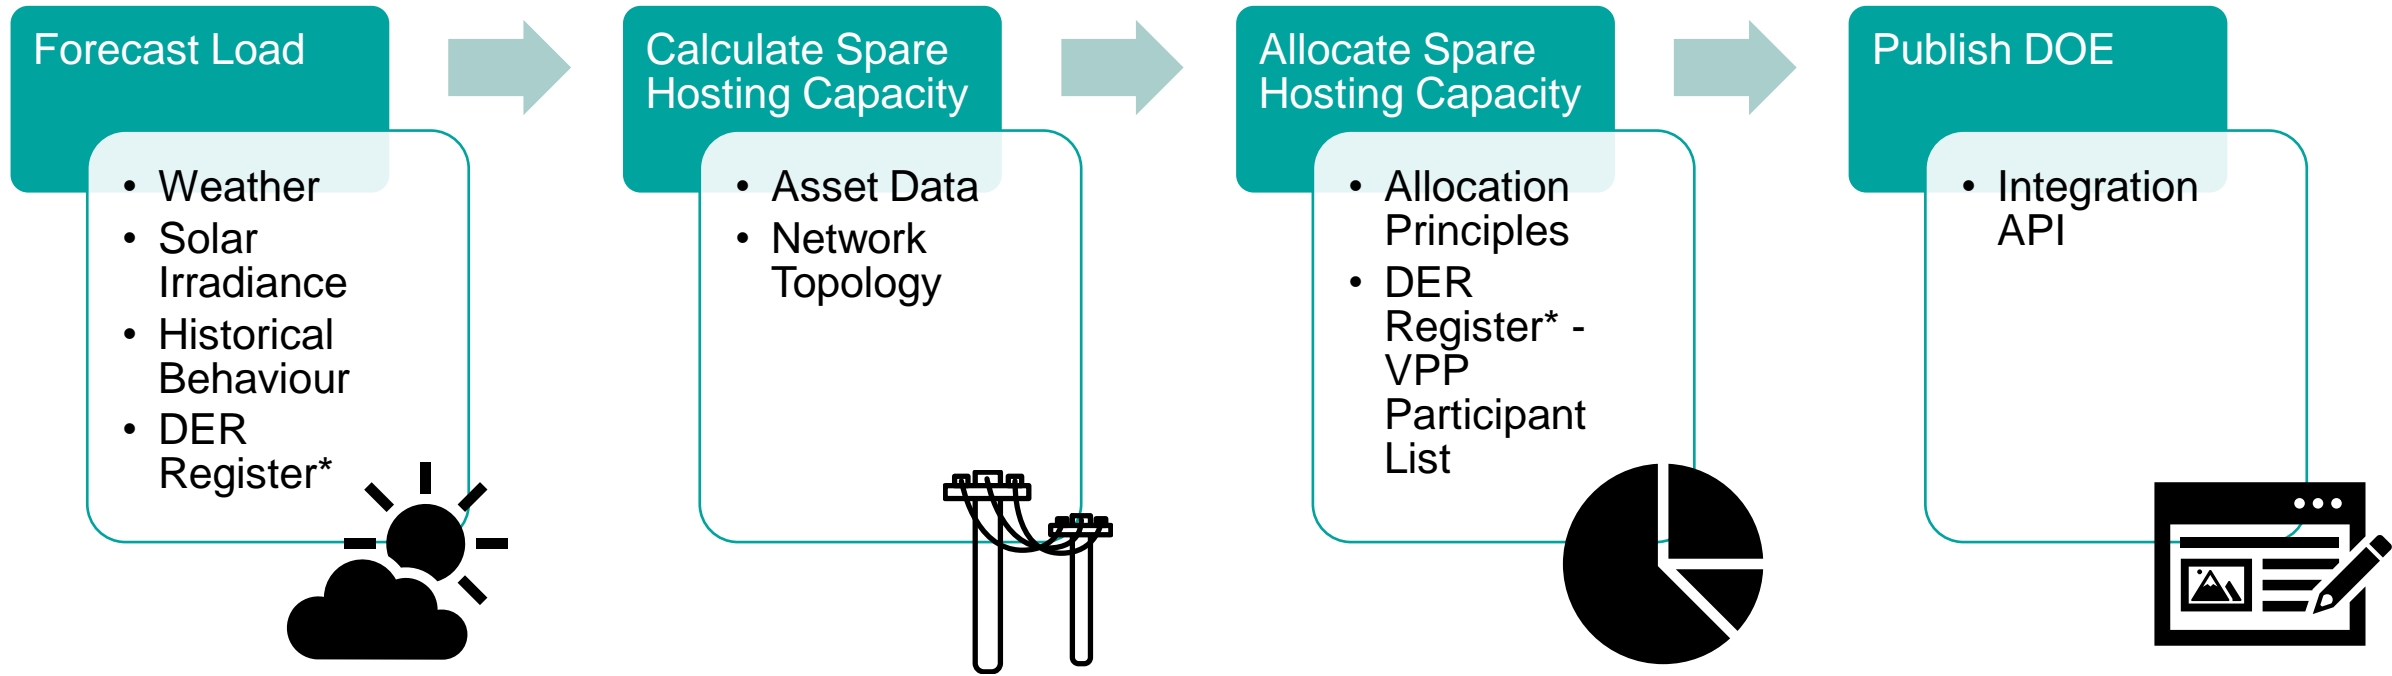 Forecast Load
• Weather
• Solar
Irradiance
• Historical
Behaviour
• DER
Register*
Calculate Spare
Hosting Capacity
• Asset Data
• Network
Topology
Allocate Spare
Hosting Capacity
• Allocation
Principles
• DER
Register* -
VPP
Participant
List
Publish DOE
• Integration
API